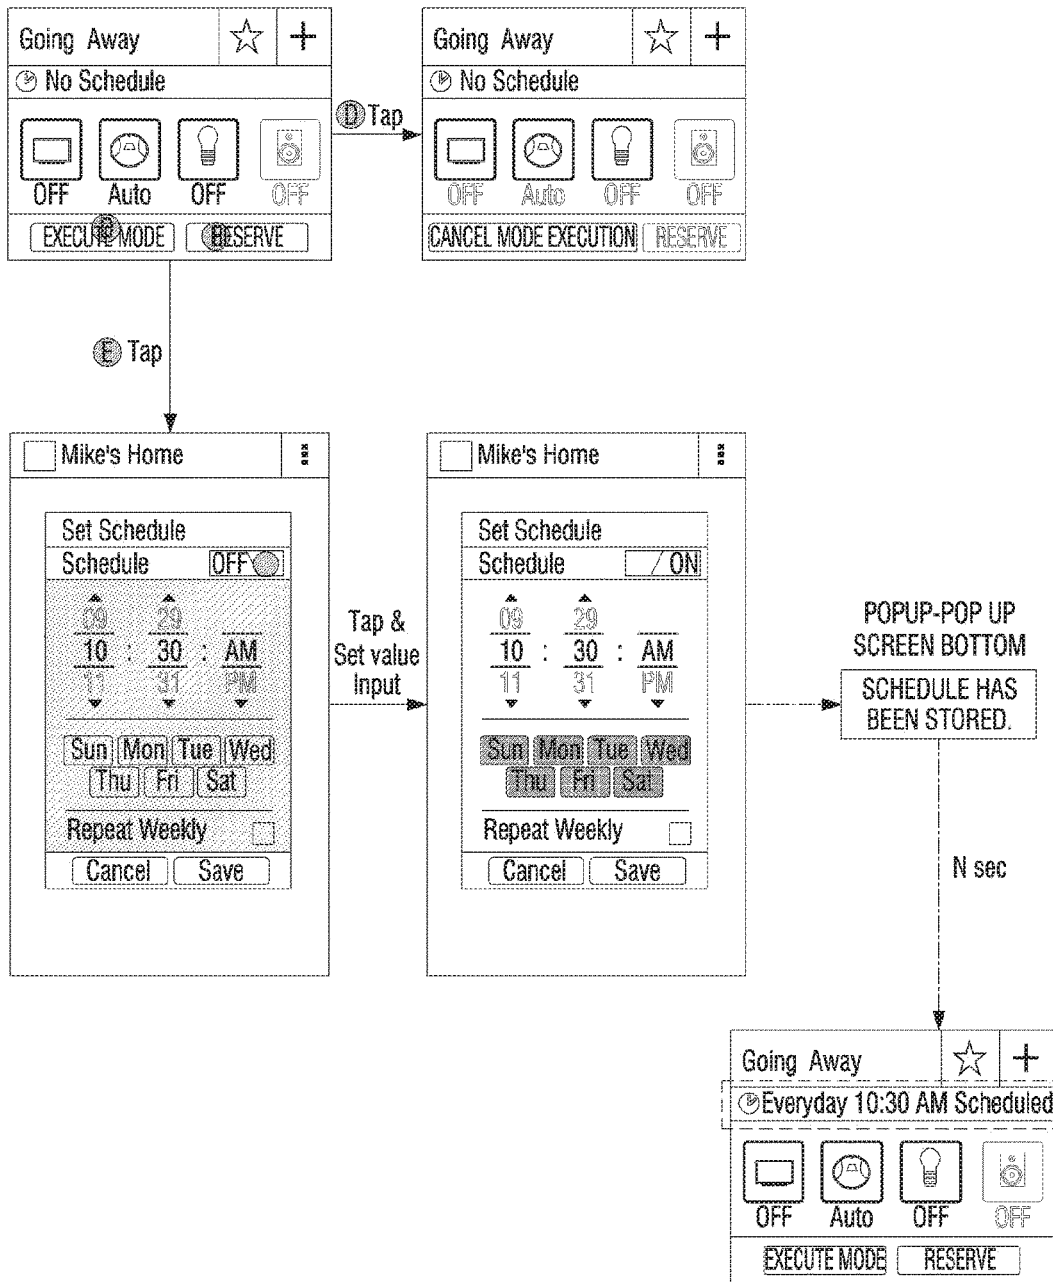 Going Away
No Schedule
OFF Auto OFF OFF
EXECUTE MODE RESERVE
D Tap
Going Away
No Schedule
OFF Auto OFF OFF
CANCEL MODE EXECUTION RESERVE
E Tap
Mike's Home
Set Schedule
Schedule OFF
09 29
10 : 30 : AM
11 31 PM
Sun Mon Tue Wed
Thu Fri Sat
Repeat Weekly
Cancel Save
Tap &
Set value
Input
Mike's Home
Set Schedule
Schedule ON
09 29
10 : 30 : AM
11 31 PM
Sun Mon Tue Wed
Thu Fri Sat
Repeat Weekly
Cancel Save
POPUP-POP UP
SCREEN BOTTOM
SCHEDULE HAS
BEEN STORED.
N sec
Going Away
Everyday 10:30 AM Scheduled
OFF Auto OFF OFF
EXECUTE MODE RESERVE